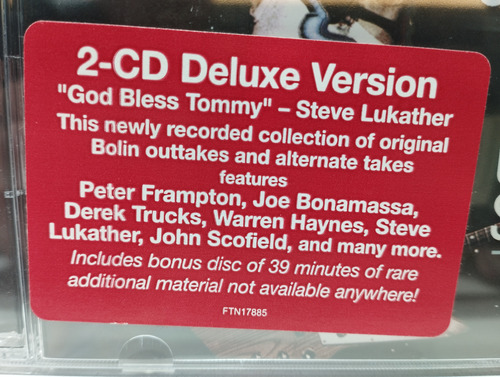 2-CD Deluxe Version
"God Bless Tommy" – Steve Lukather
This newly recorded collection of original
Bolin outtakes and alternate takes
features
Peter Frampton, Joe Bonamassa,
Derek Trucks, Warren Haynes, Steve
Lukather, John Scofield, and many more.
Includes bonus disc of 39 minutes of rare
additional material not available anywhere!
FTN17885